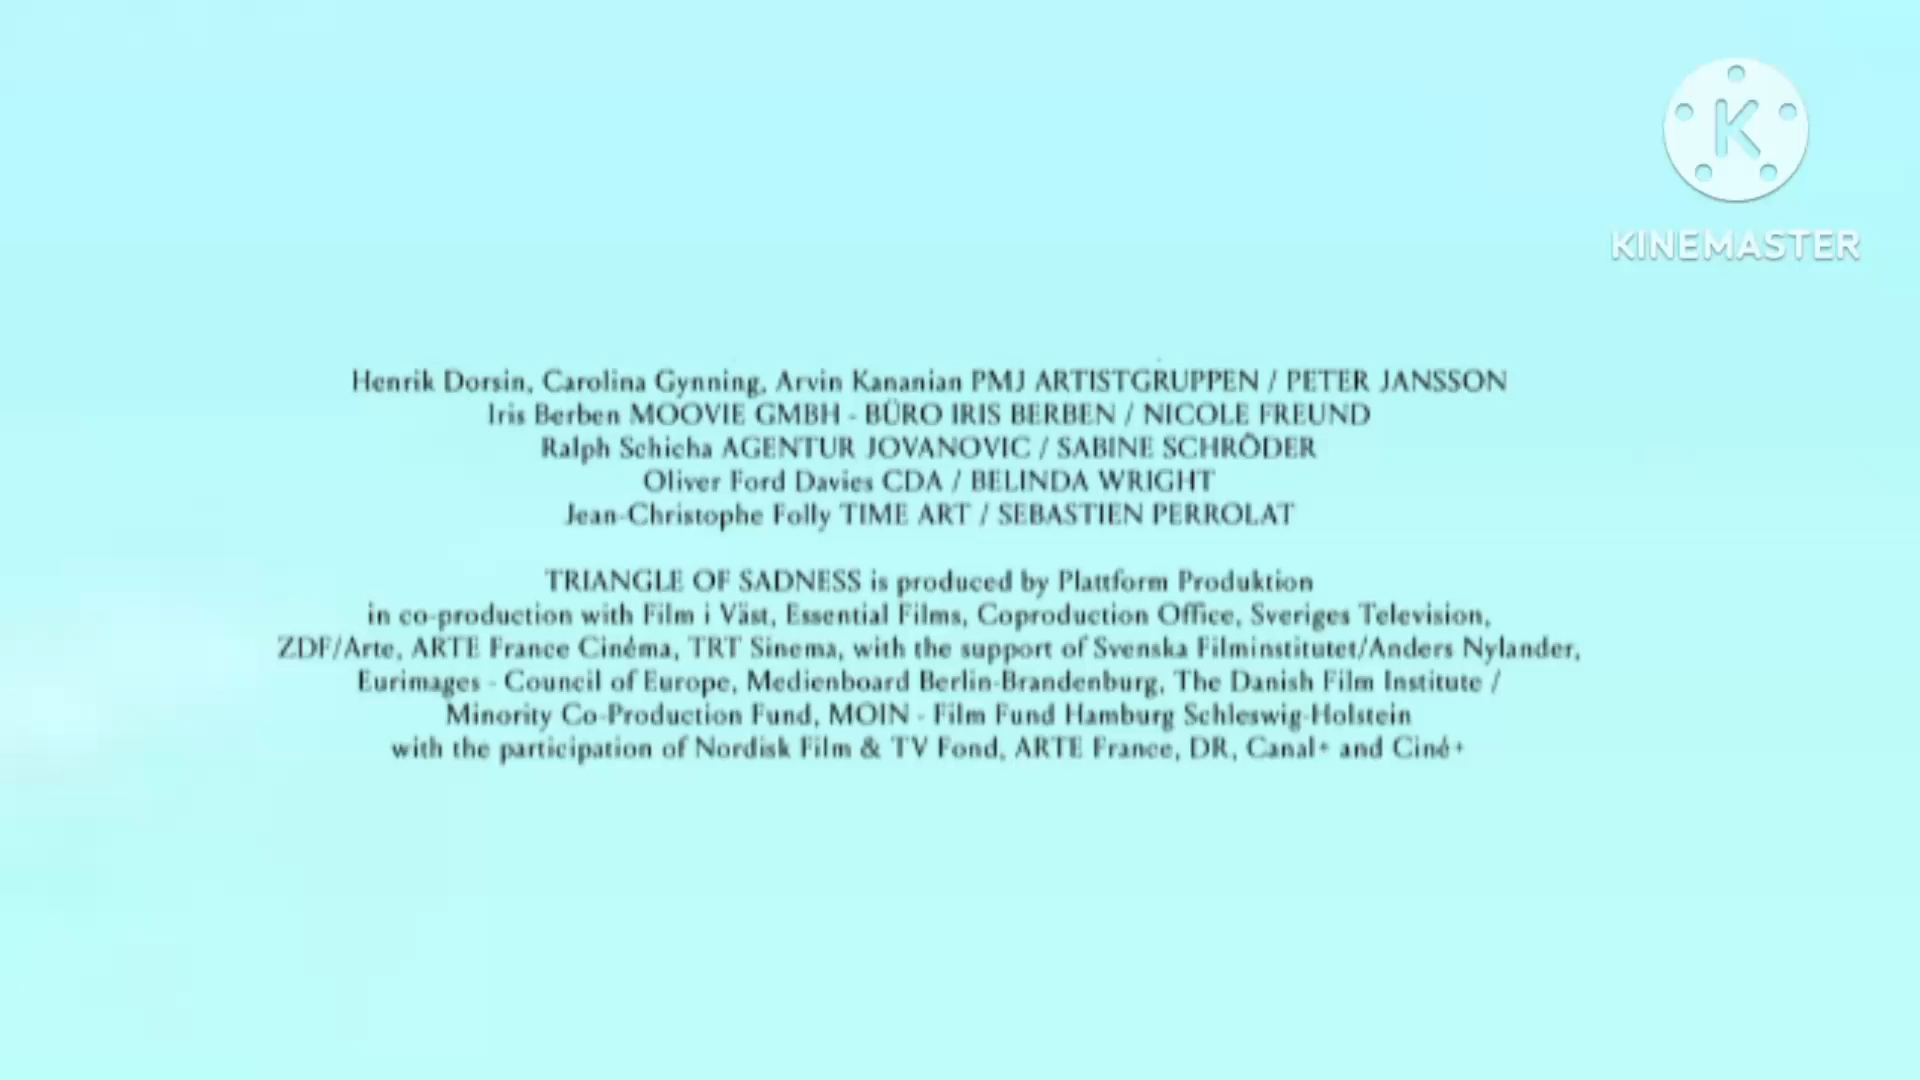 K
KINEMASTER
Henrik Dorsin, Carolina Gynning, Arvin Kananian PMJ ARTISTGRUPPEN / PETER JANSSON
Iris Berben MOOVIE GMBH - BÜRO IRIS BERBEN / NICOLE FREUND
Ralph Schicha AGENTUR JOVANOVIC / SABINE SCHRÖDER
Oliver Ford Davies CDA / BELINDA WRIGHT
Jean-Christophe Folly TIME ART / SEBASTIEN PERROLAT
TRIANGLE OF SADNESS is produced by Plattform Produktion
in co-production with Film i Väst, Essential Films, Coproduction Office, Sveriges Television,
ZDF/Arte, ARTE France Cinéma, TRT Sinema, with the support of Svenska Filminstitutet/Anders Nylander,
Eurimages - Council of Europe, Medienboard Berlin-Brandenburg, The Danish Film Institute /
Minority Co-Production Fund, MOIN - Film Fund Hamburg Schleswig-Holstein
with the participation of Nordisk Film & TV Fond, ARTE France, DR, Canal+ and Ciné+